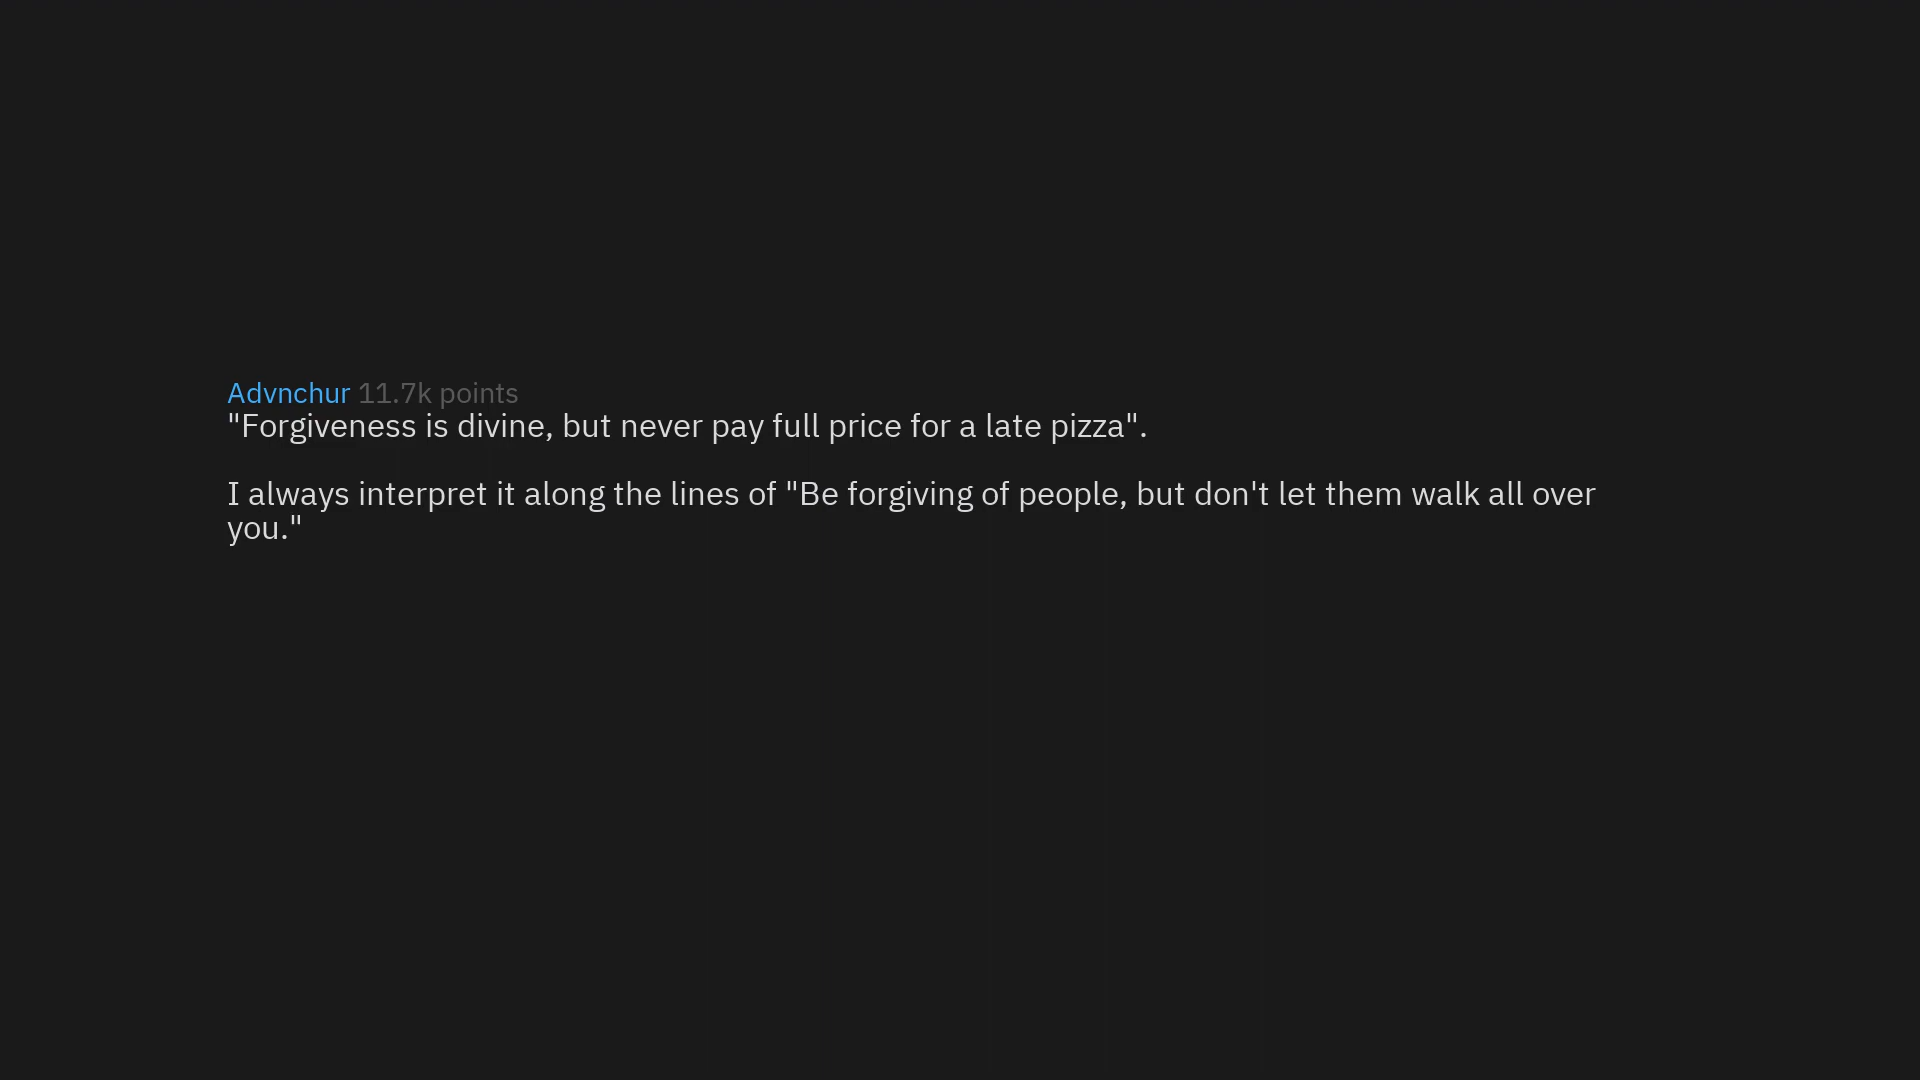 Advnchur 11.7k points
"Forgiveness is divine, but never pay full price for a late pizza".
I always interpret it along the lines of "Be forgiving of people, but don't let them walk all over
you."